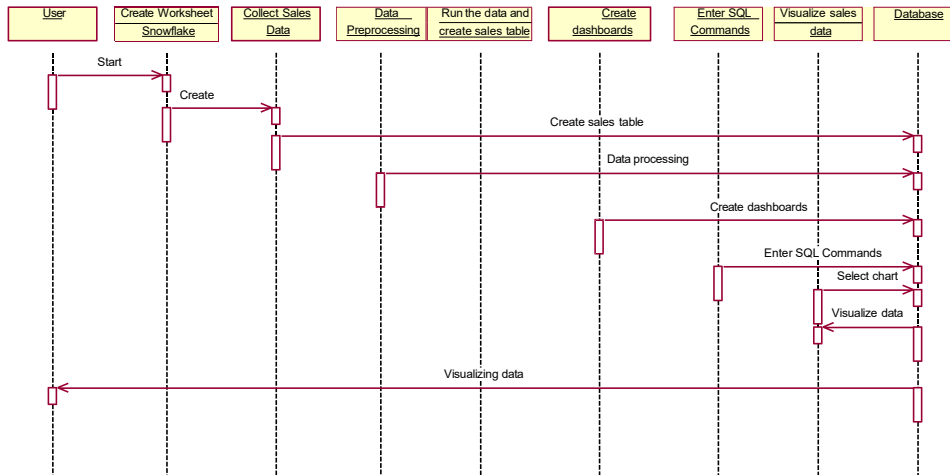 User
Create Worksheet
Snowflake
Collect Sales
Data
Data
Preprocessing
Run the data and
create sales table
Create
dashboards
Enter SQL
Commands
Visualize sales
data
Database
Start
Create
Create sales table
Data processing
Create dashboards
Enter SQL Commands
Select chart
Visualize data
Visualizing data